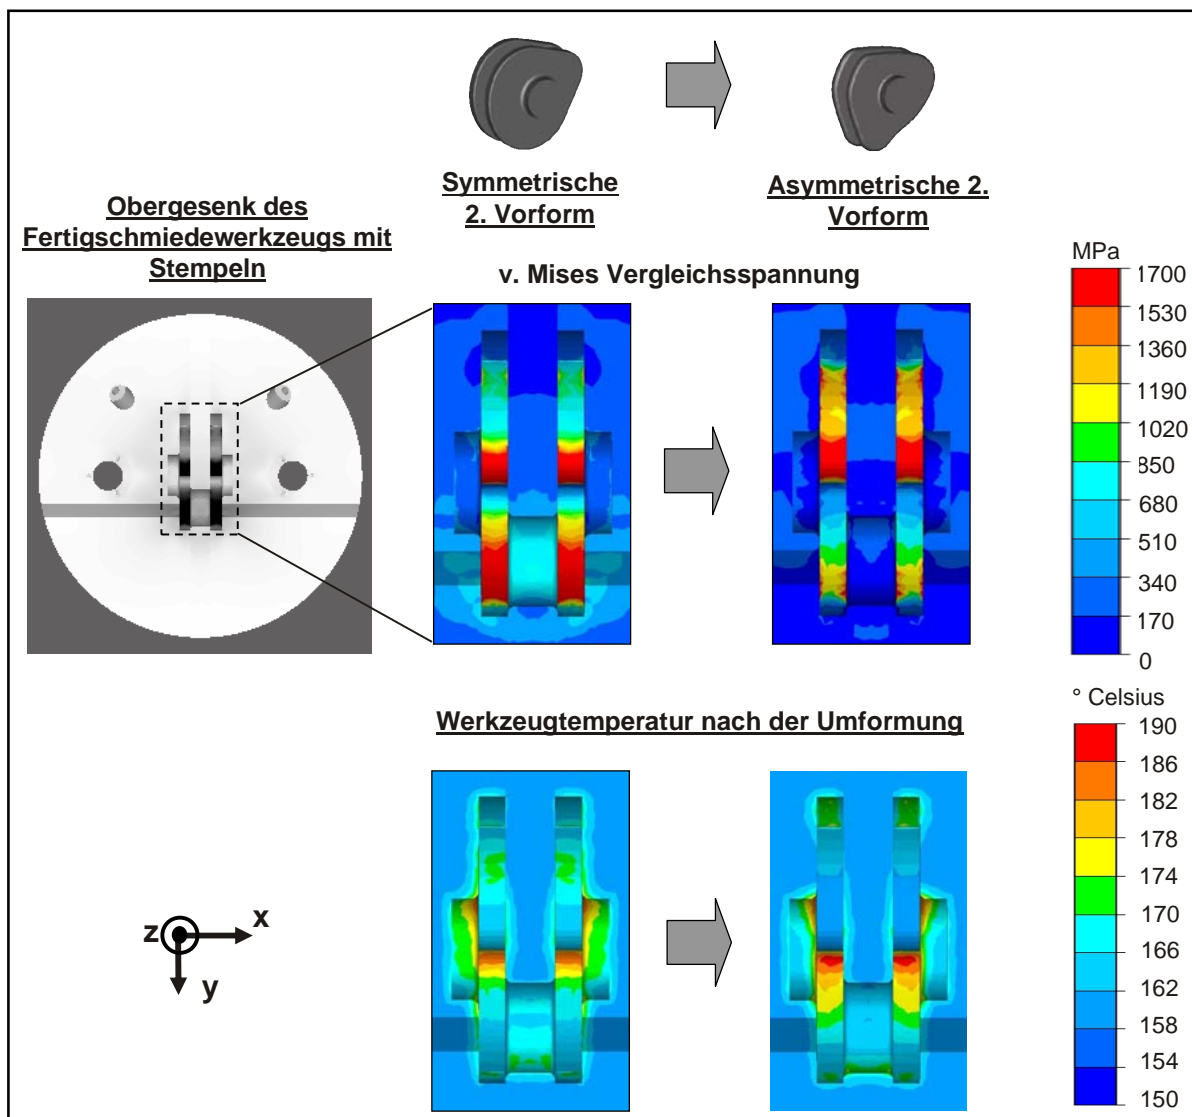 Symmetrische
2. Vorform
Asymmetrische 2.
Vorform
Obergesenk des
Fertigschmiedewerkzeugs mit
Stempeln
v. Mises Vergleichsspannung
MPa
1700
1530
1360
1190
1020
850
680
510
340
170
0
Werkzeugtemperatur nach der Umformung
° Celsius
190
186
182
178
174
170
166
162
158
154
150
z
x
y